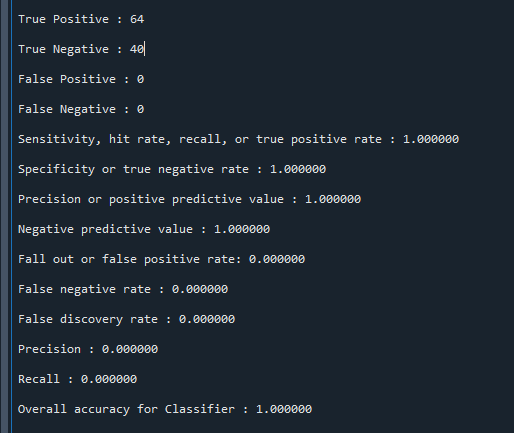 True Positive : 64
True Negative : 40
False Positive : 0
False Negative : 0
Sensitivity, hit rate, recall, or true positive rate : 1.000000
Specificity or true negative rate : 1.000000
Precision or positive predictive value : 1.000000
Negative predictive value : 1.000000
Fall out or false positive rate: 0.000000
False negative rate : 0.000000
False discovery rate : 0.000000
Precision : 0.000000
Recall : 0.000000
Overall accuracy for Classifier : 1.000000